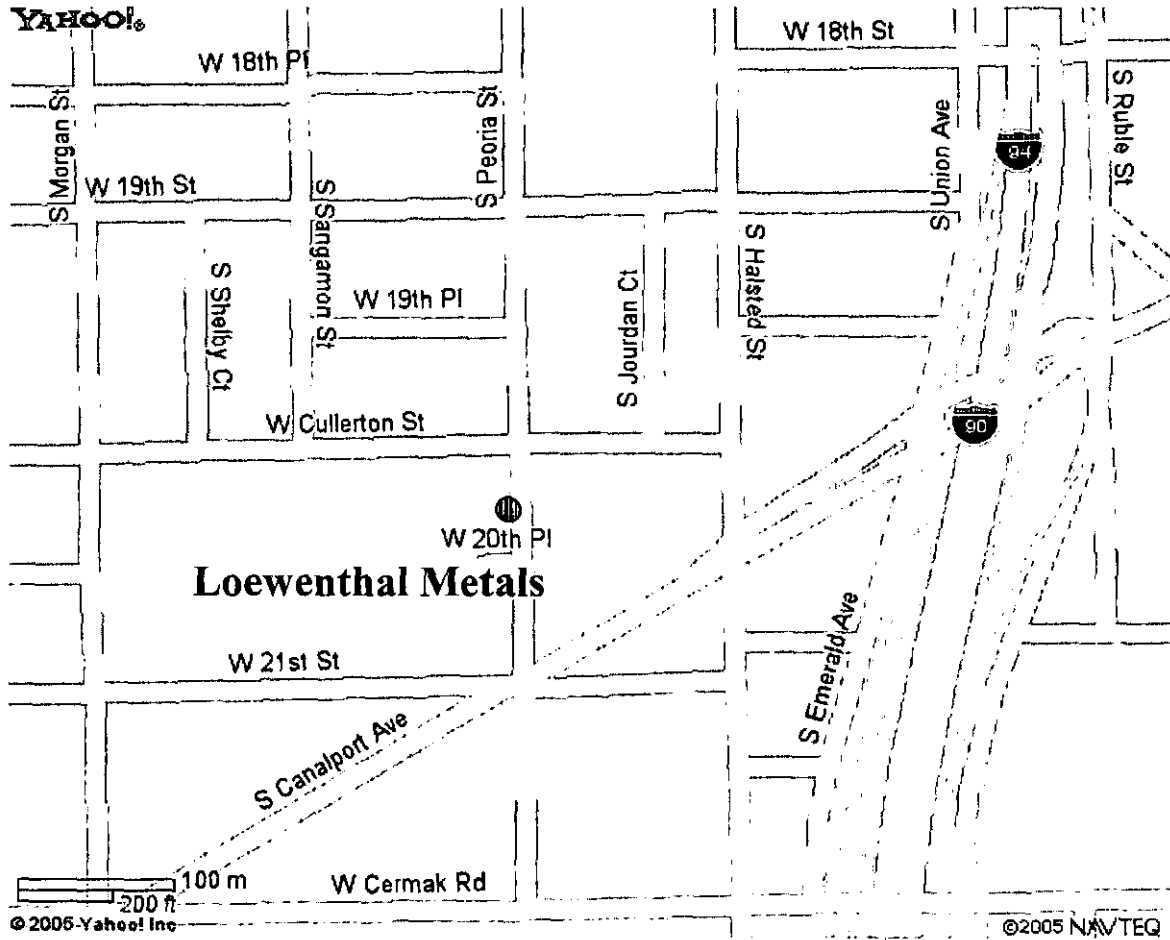 YAHOO!®
W 18th St
W 18th Pl
S Morgan St
S Peoria St
S Union Ave
94
S Ruble St
W 19th St
S Sangamon St
S Shelby Ct
W 19th Pl
S Jourdan Ct
S Halsted St
W Cullerton St
90
W 20th Pl
Loewenthal Metals
W 21st St
S Emerald Ave
S Canalport Ave
100 m
200 ft
W Cermak Rd
©2005 Yahoo! Inc
©2005 NAVTEQ